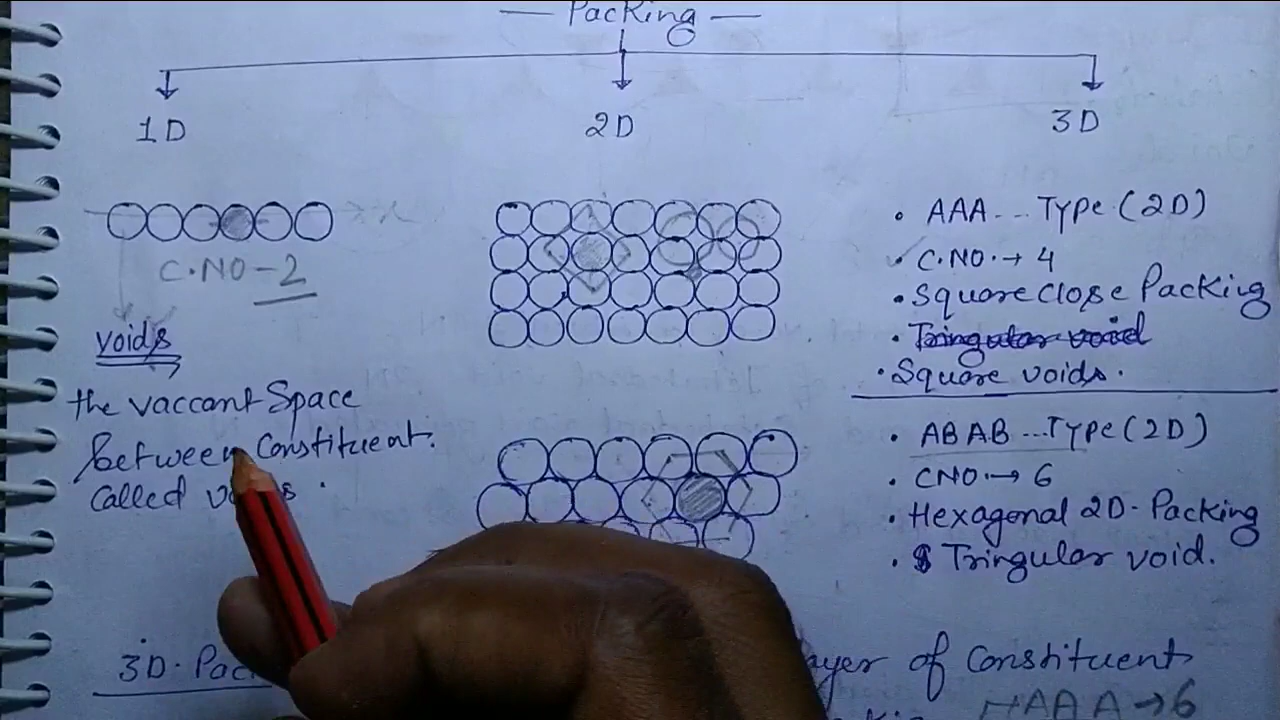 — Packing —
1D
2D
3D
C.NO-2
voids
the vaccant Space
between Constituent.
Called
• AAA... Type (2D)
C.NO.→ 4
• Square Close Packing
• Tringular void
• Square voids.
• ABAB...Type (2D)
• CNO → 6
• Hexagonal 2D-Packing
• Tringular void.
3D-Pac
ayer of Constituent
AAA→6